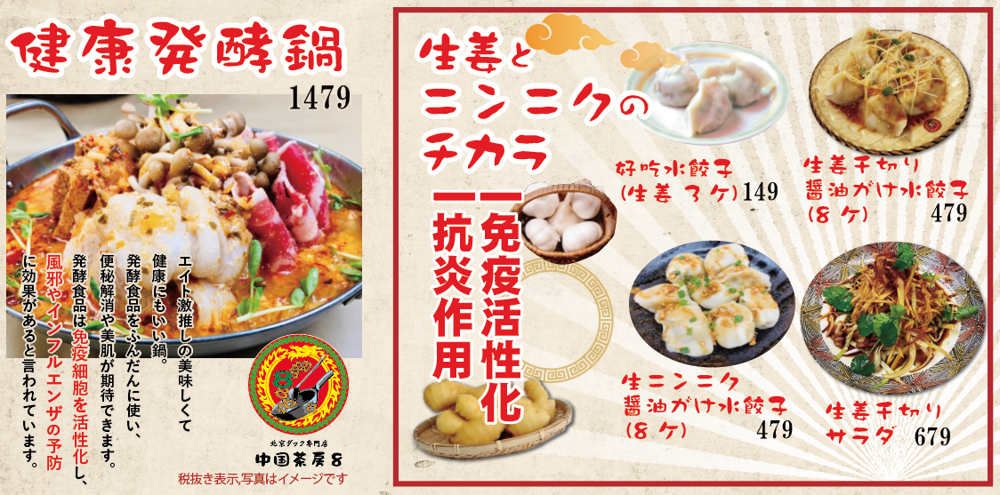 健康発酵鍋
1479
エイト激推しの美味しくて
健康にもいい鍋。
発酵食品をふんだんに使い、
便秘解消や美肌が期待できます。
発酵食品は免疫細胞を活性化し、
風邪やインフルエンザの予防
に効果があると言われています。
北京ダック専門店
中国茶房8
税抜き表示,写真はイメージです
生姜と
ニンニクの
チカラ
免疫活性化
抗炎作用
好吃水餃子
(生姜 3ケ) 149
生姜千切り
醤油がけ水餃子
(8ケ) 479
生ニンニク
醤油がけ水餃子
(8ケ) 479
生姜千切り
サラダ 679